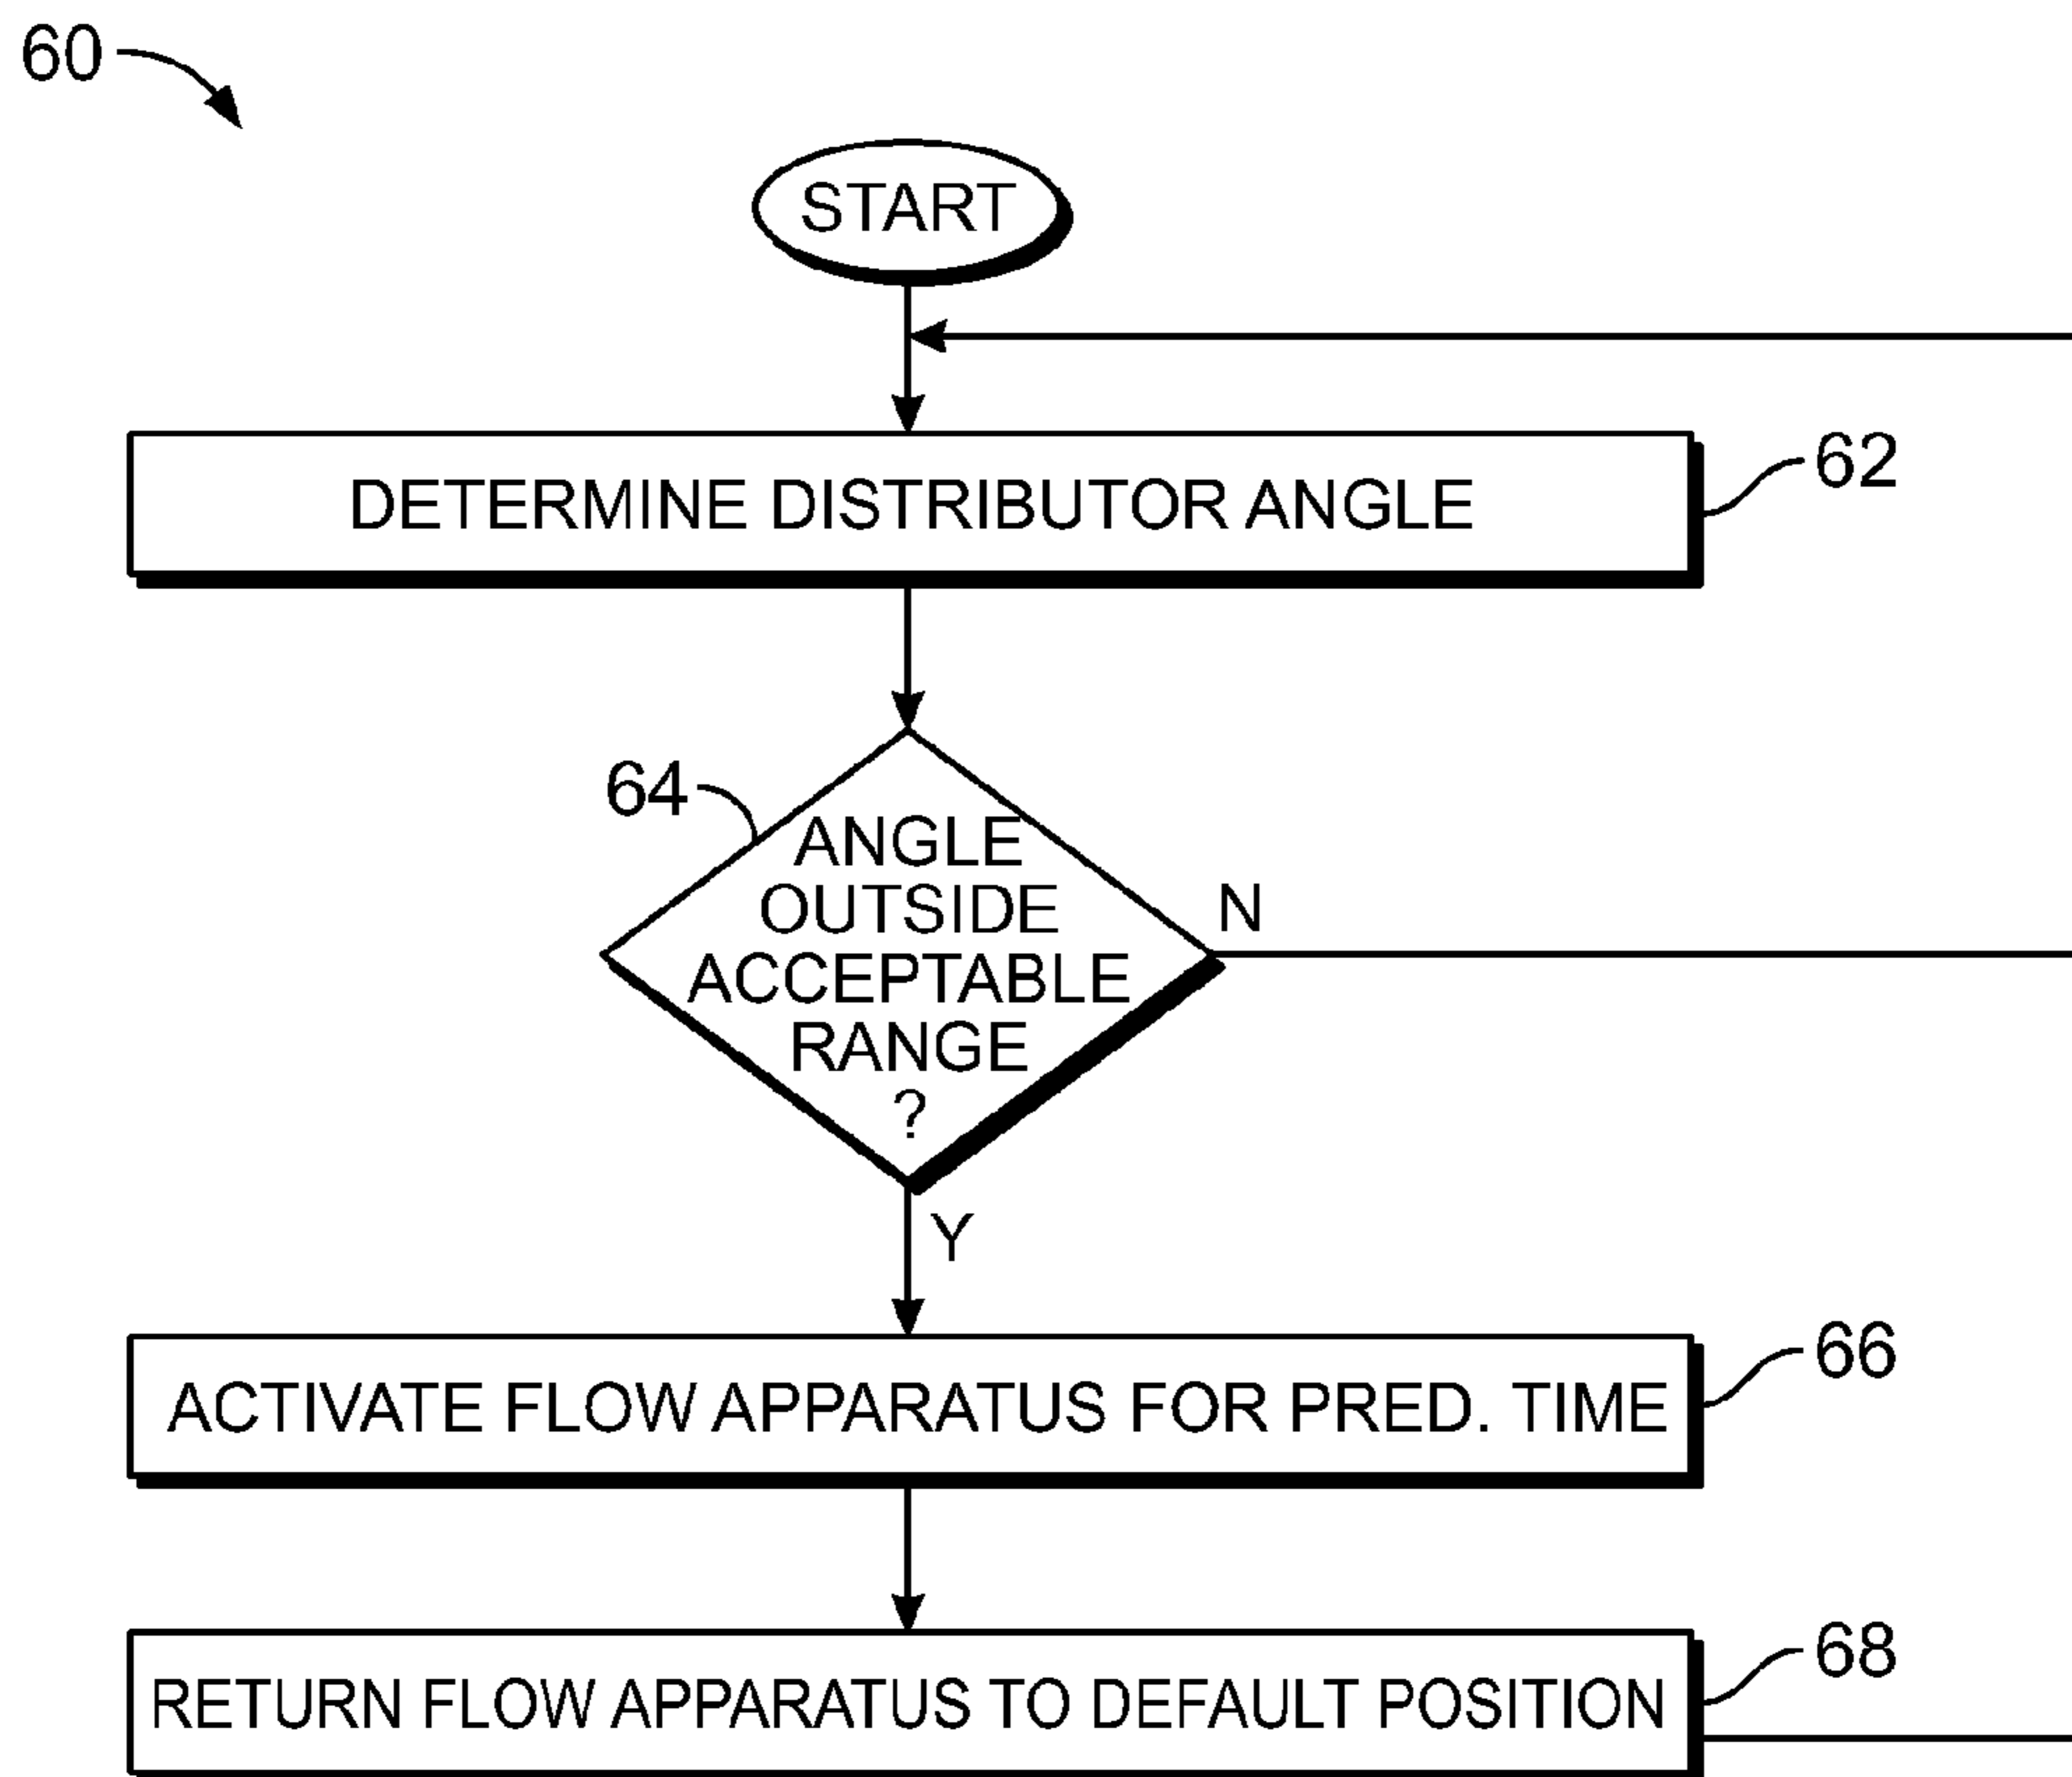 60
START
DETERMINE DISTRIBUTOR ANGLE
62
64
ANGLE
OUTSIDE
ACCEPTABLE
RANGE
?
N
Y
ACTIVATE FLOW APPARATUS FOR PRED. TIME
66
RETURN FLOW APPARATUS TO DEFAULT POSITION
68